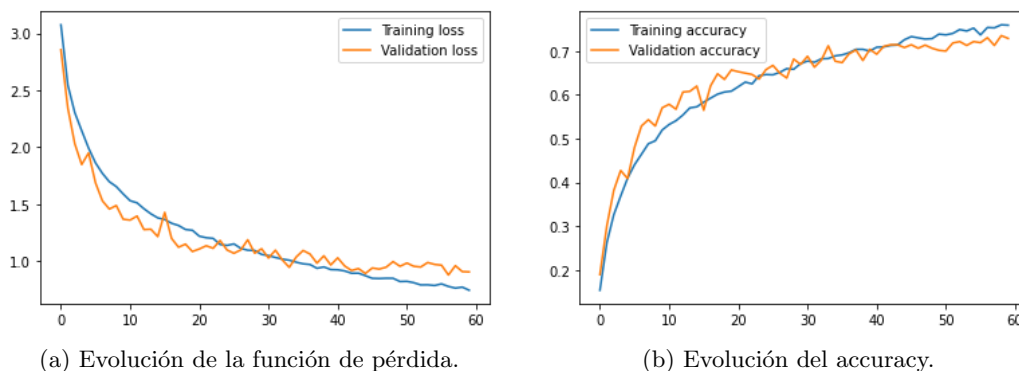 3.0
2.5
2.0
1.5
1.0
0 10 20 30 40 50 60
Training loss
Validation loss
(a) Evolución de la función de pérdida.
0.7
0.6
0.5
0.4
0.3
0.2
0 10 20 30 40 50 60
Training accuracy
Validation accuracy
(b) Evolución del accuracy.